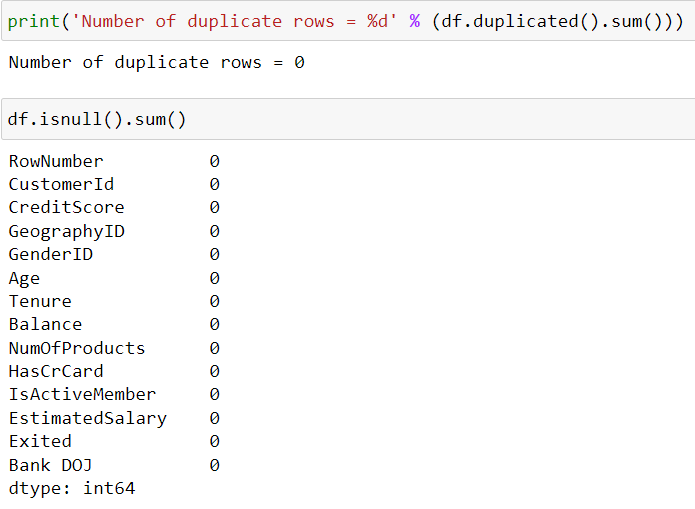 print('Number of duplicate rows = %d' % (df.duplicated().sum()))
Number of duplicate rows = 0
df.isnull().sum()
RowNumber 0
CustomerId 0
CreditScore 0
GeographyID 0
GenderID 0
Age 0
Tenure 0
Balance 0
NumOfProducts 0
HasCrCard 0
IsActiveMember 0
EstimatedSalary 0
Exited 0
Bank DOJ 0
dtype: int64